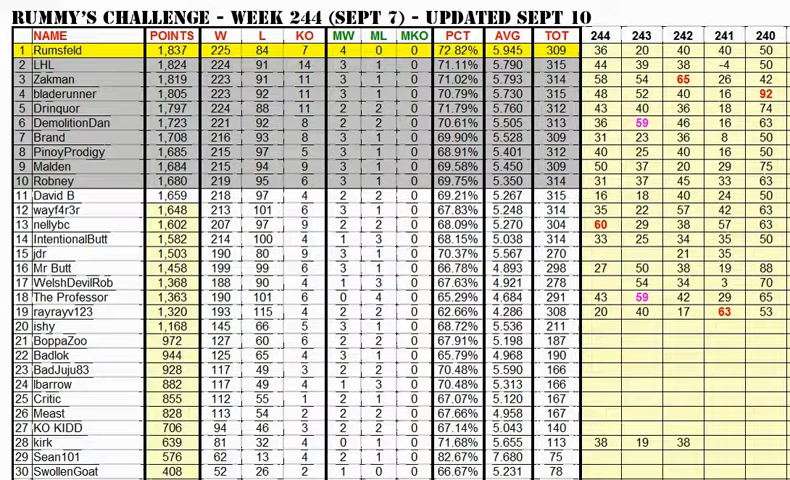 RUMMY'S CHALLENGE - WEEK 244 (SEPT 7) - UPDATED SEPT 10
NAME POINTS W L KO MW ML MKO PCT AVG TOT 244 243 242 241 240
1 Rumsfeld 1,837 225 84 7 4 0 0 72.82% 5.945 309 36 20 40 40 50
2 LHL 1,824 224 91 14 3 1 0 71.11% 5.790 315 44 39 38 -4 50
3 Zakman 1,819 223 91 11 3 1 0 71.02% 5.793 314 58 54 65 26 42
4 bladerunner 1,805 223 92 11 3 1 0 70.79% 5.730 315 48 52 40 16 92
5 Drinquor 1,797 224 88 11 2 2 0 71.79% 5.760 312 43 40 36 18 74
6 DemolitionDan 1,723 221 92 8 2 2 0 70.61% 5.505 313 36 59 46 16 63
7 Brand 1,708 216 93 8 3 1 0 69.90% 5.528 309 31 23 36 8 50
8 PinoyProdigy 1,685 215 97 5 3 1 0 68.91% 5.401 312 40 25 40 16 50
9 Malden 1,684 215 94 9 3 1 0 69.58% 5.450 309 50 37 20 29 75
10 Robney 1,680 219 95 6 3 1 0 69.75% 5.350 314 31 37 45 33 63
11 David B 1,659 218 97 4 2 2 0 69.21% 5.267 315 16 18 40 24 50
12 wayf4r3r 1,648 213 101 6 3 1 0 67.83% 5.248 314 35 22 57 42 63
13 nellybc 1,602 207 97 9 2 2 0 68.09% 5.270 304 60 29 38 57 63
14 IntentionalButt 1,582 214 100 4 1 3 0 68.15% 5.038 314 33 25 34 35 50
15 jdr 1,503 190 80 9 3 1 0 70.37% 5.567 270 21 35
16 Mr Butt 1,458 199 99 6 3 1 0 66.78% 4.893 298 27 50 38 19 88
17 WelshDevilRob 1,368 188 90 4 1 3 0 67.63% 4.921 278 54 34 3 70
18 The Professor 1,363 190 101 6 0 4 0 65.29% 4.684 291 43 59 42 29 65
19 rayrayv123 1,320 193 115 4 2 2 0 62.66% 4.286 308 20 40 17 63 53
20 ishy 1,168 145 66 5 3 1 0 68.72% 5.536 211
21 BoppaZoo 972 127 60 6 2 2 0 67.91% 5.198 187
22 Badlok 944 125 65 4 3 1 0 65.79% 4.968 190
23 BadJuju83 928 117 49 6 2 2 0 70.48% 5.590 166
24 lbarrow 882 117 49 4 1 3 0 70.48% 5.313 166
25 Critic 855 112 55 1 2 2 0 67.07% 5.120 167
26 Meast 828 113 54 2 2 2 0 67.66% 4.958 167
27 KO KIDD 706 94 46 3 2 2 0 67.14% 5.043 140
28 kirk 639 81 32 4 0 1 0 71.68% 5.655 113 38 19 38
29 Sean101 576 62 13 4 2 2 0 82.67% 7.680 75
30 SwollenGoat 408 52 26 2 1 0 0 66.67% 5.231 78